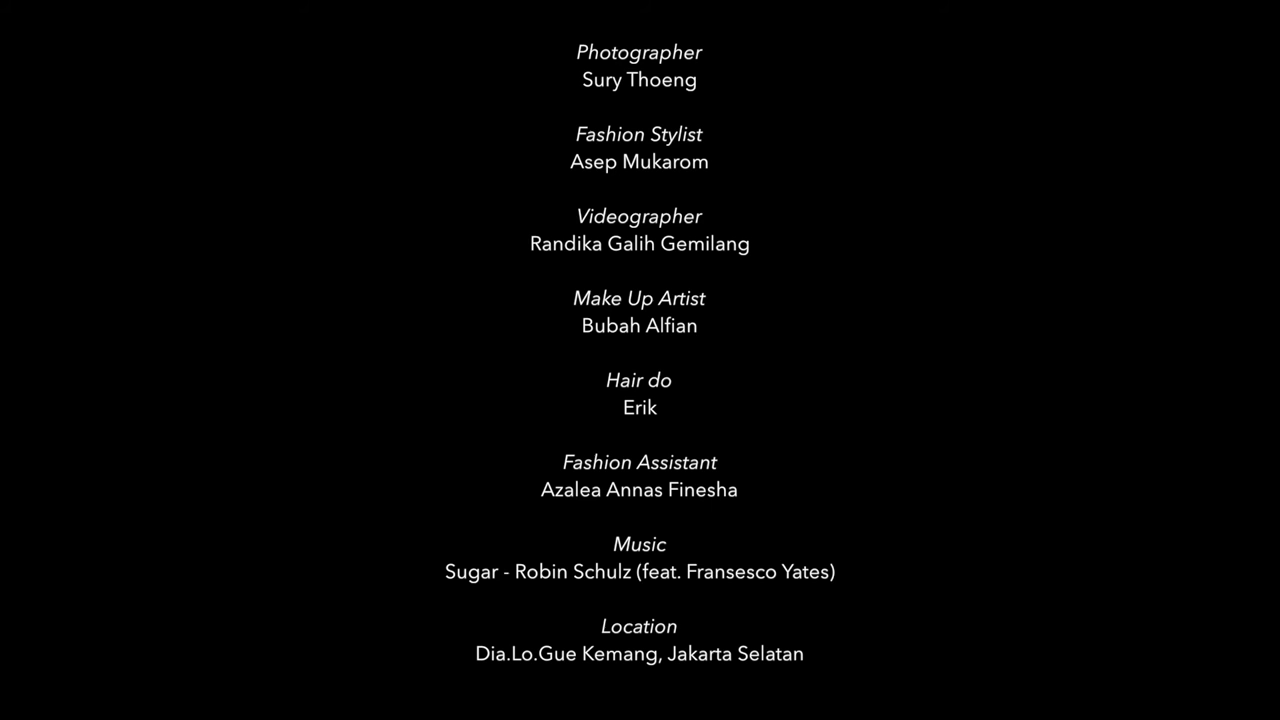 Photographer
Sury Thoeng
Fashion Stylist
Asep Mukarom
Videographer
Randika Galih Gemilang
Make Up Artist
Bubah Alfian
Hair do
Erik
Fashion Assistant
Azalea Annas Finesha
Music
Sugar - Robin Schulz (feat. Fransesco Yates)
Location
Dia.Lo.Gue Kemang, Jakarta Selatan